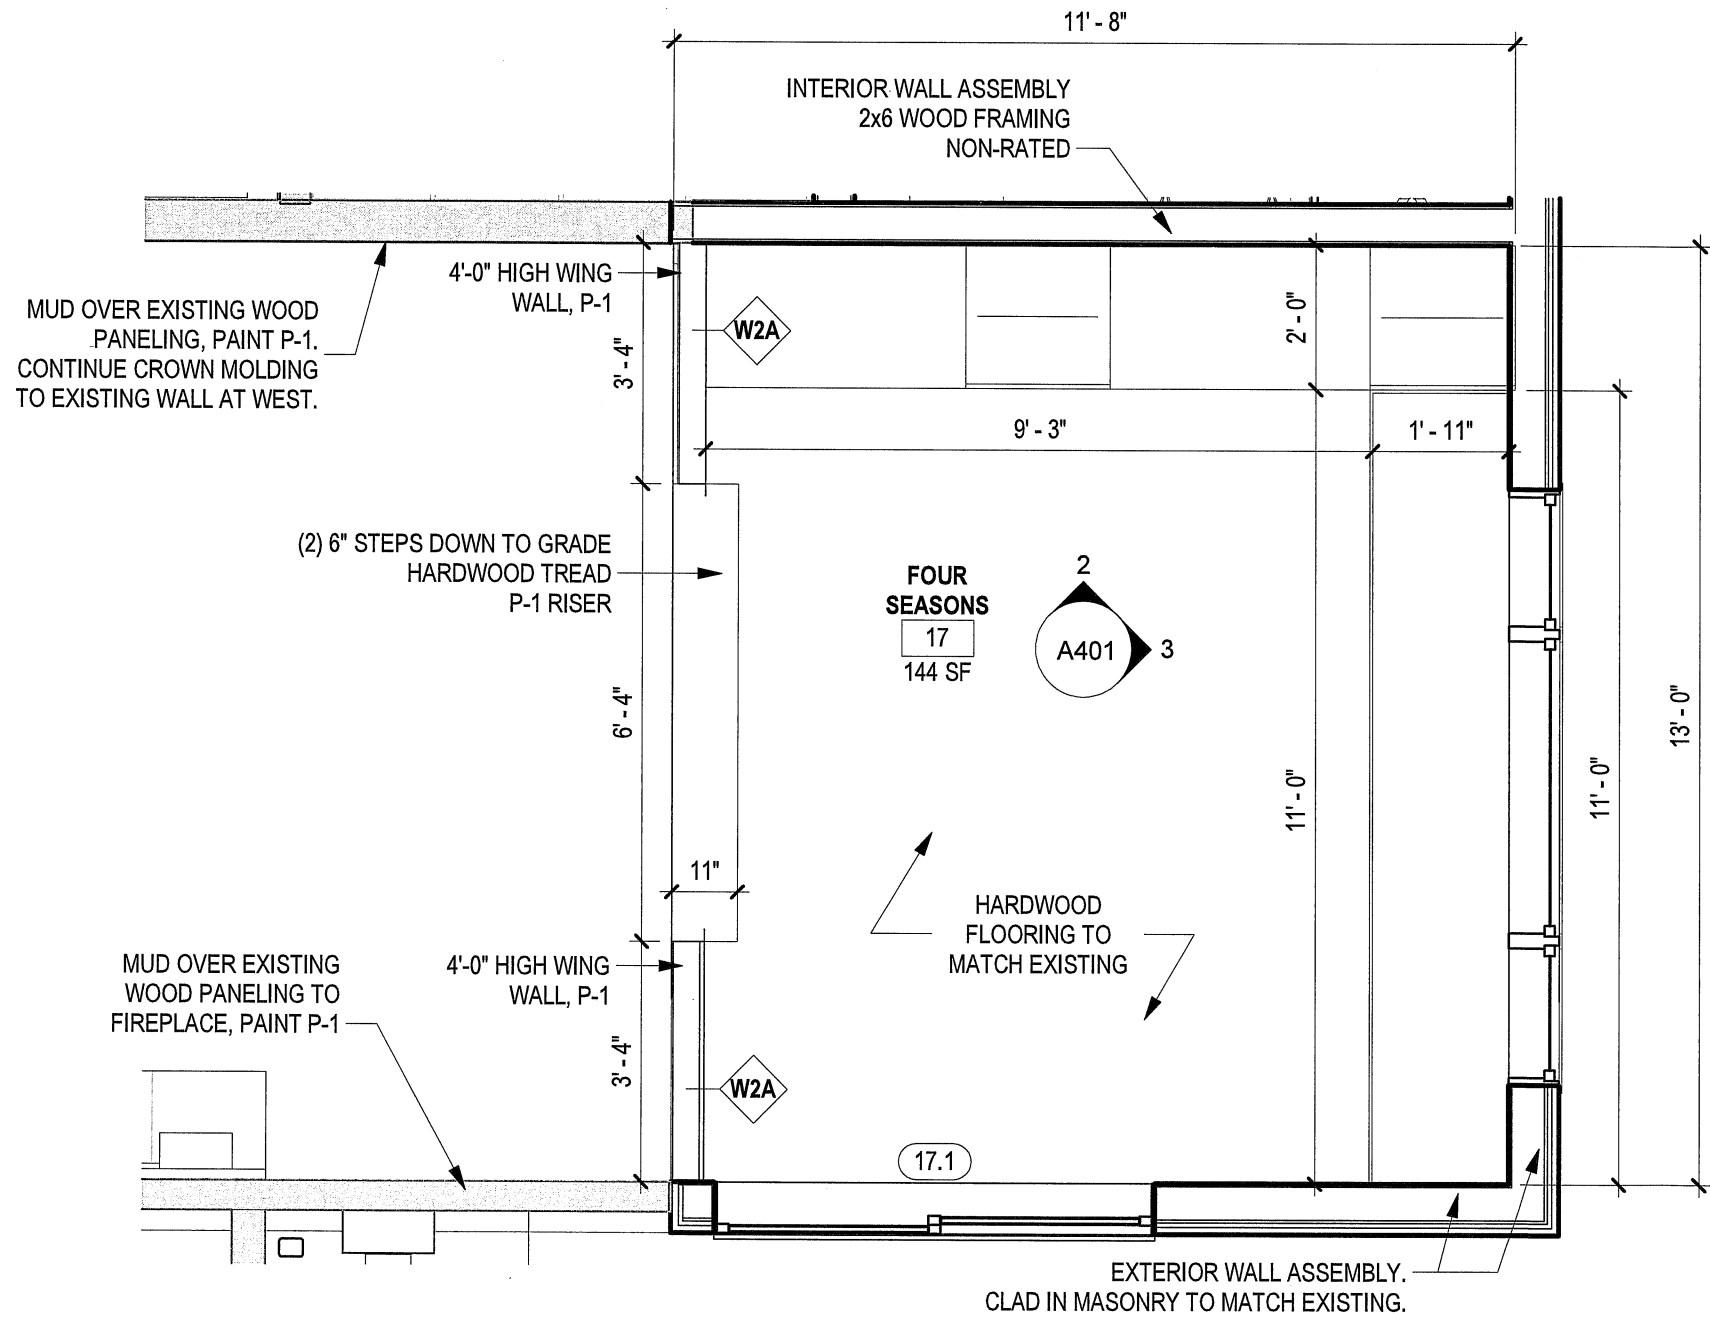 11' - 8"
INTERIOR WALL ASSEMBLY
2x6 WOOD FRAMING
NON-RATED
4'-0" HIGH WING
WALL, P-1
MUD OVER EXISTING WOOD
PANELING, PAINT P-1.
CONTINUE CROWN MOLDING
TO EXISTING WALL AT WEST.
W2A
2' - 0"
3' - 4"
9' - 3"
1' - 11"
(2) 6" STEPS DOWN TO GRADE
HARDWOOD TREAD
P-1 RISER
FOUR
SEASONS
17
144 SF
2
A401
3
6' - 4"
13' - 0"
11' - 0"
11' - 0"
11"
HARDWOOD
FLOORING TO
MATCH EXISTING
MUD OVER EXISTING
WOOD PANELING TO
FIREPLACE, PAINT P-1
4'-0" HIGH WING
WALL, P-1
3' - 4"
W2A
17.1
EXTERIOR WALL ASSEMBLY.
CLAD IN MASONRY TO MATCH EXISTING.